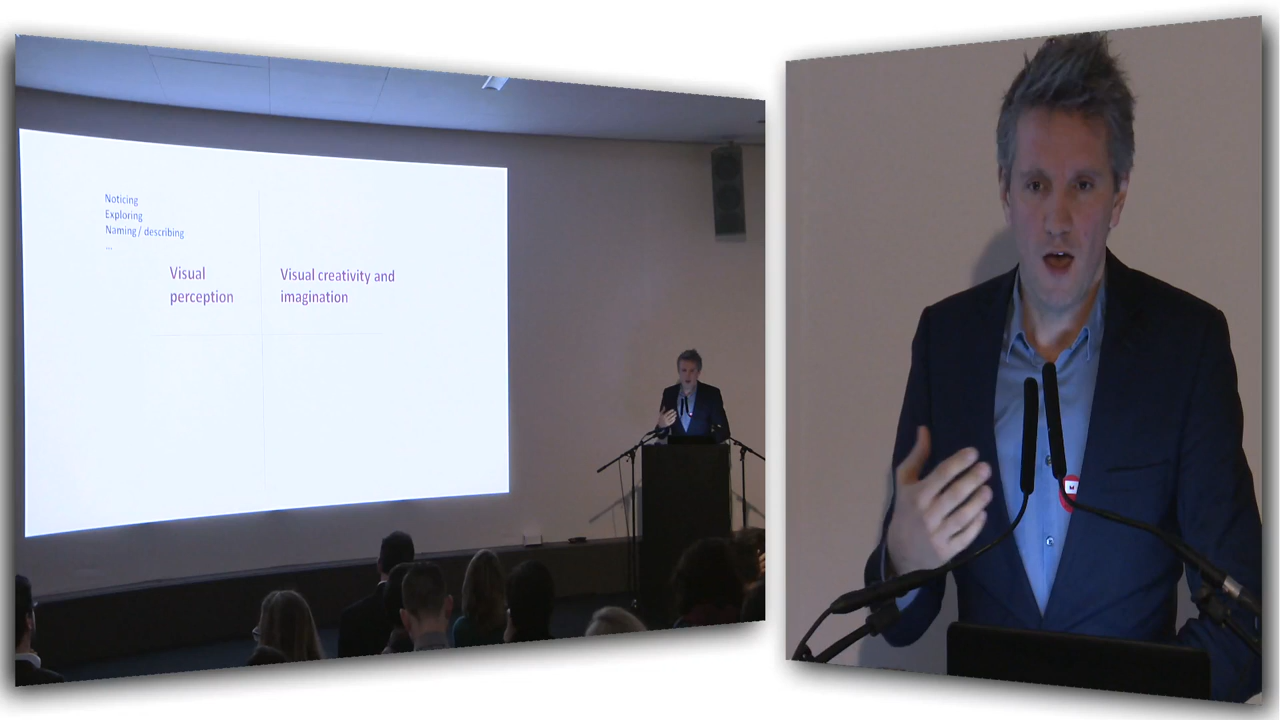 Noticing
Exploring
Naming / describing
...
Visual
perception
Visual creativity and
imagination